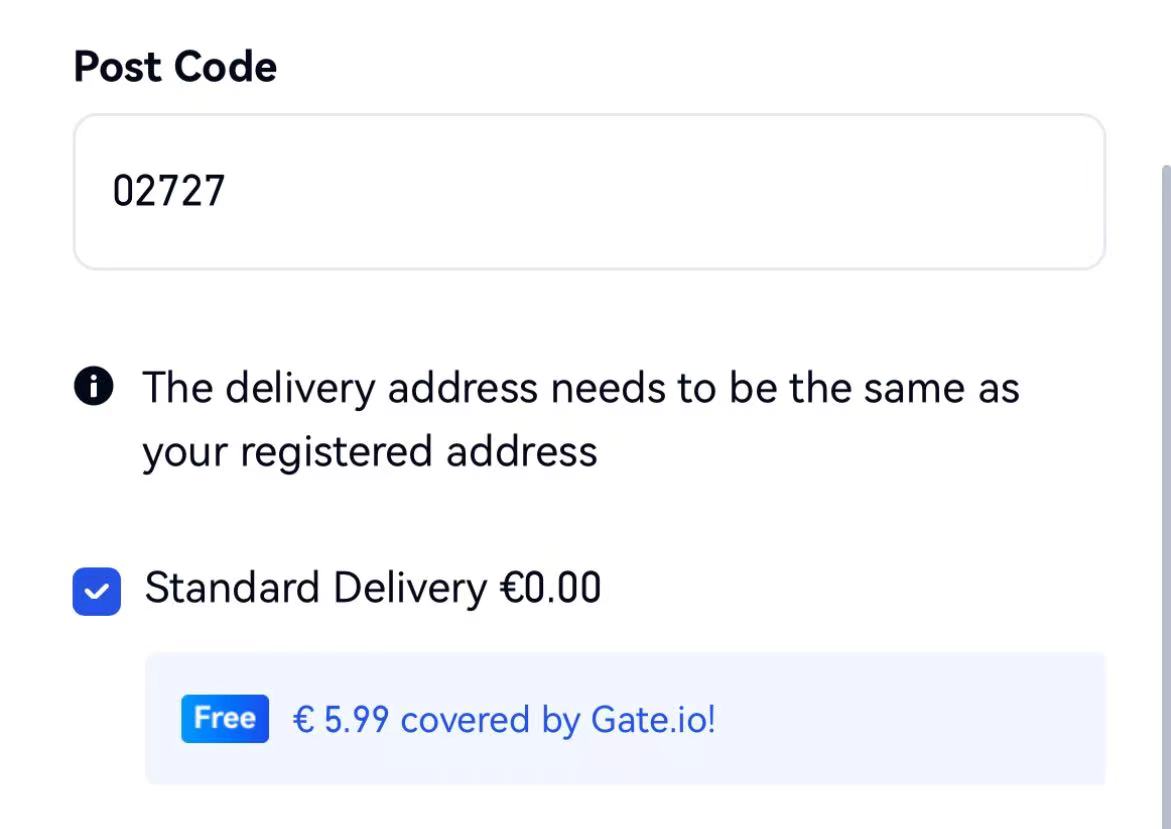 Post Code
02727
The delivery address needs to be the same as
your registered address
Standard Delivery €0.00
Free € 5.99 covered by Gate.io!